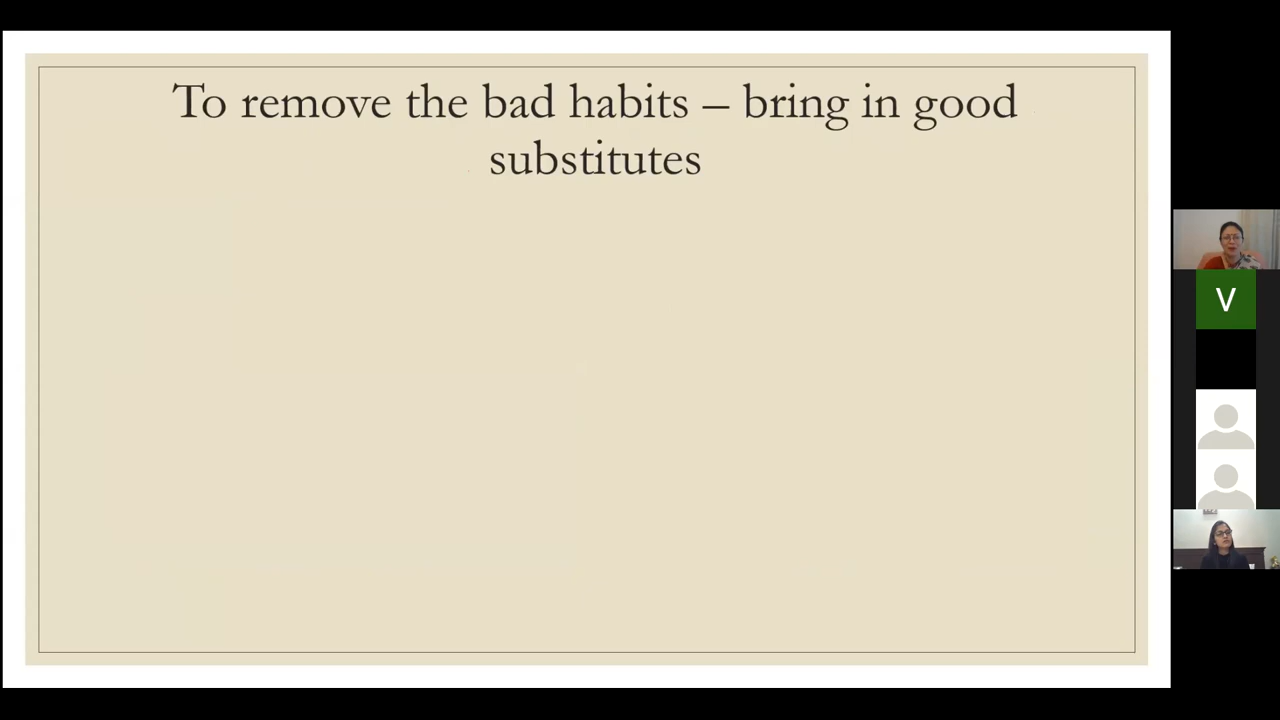 To remove the bad habits – bring in good
substitutes
V